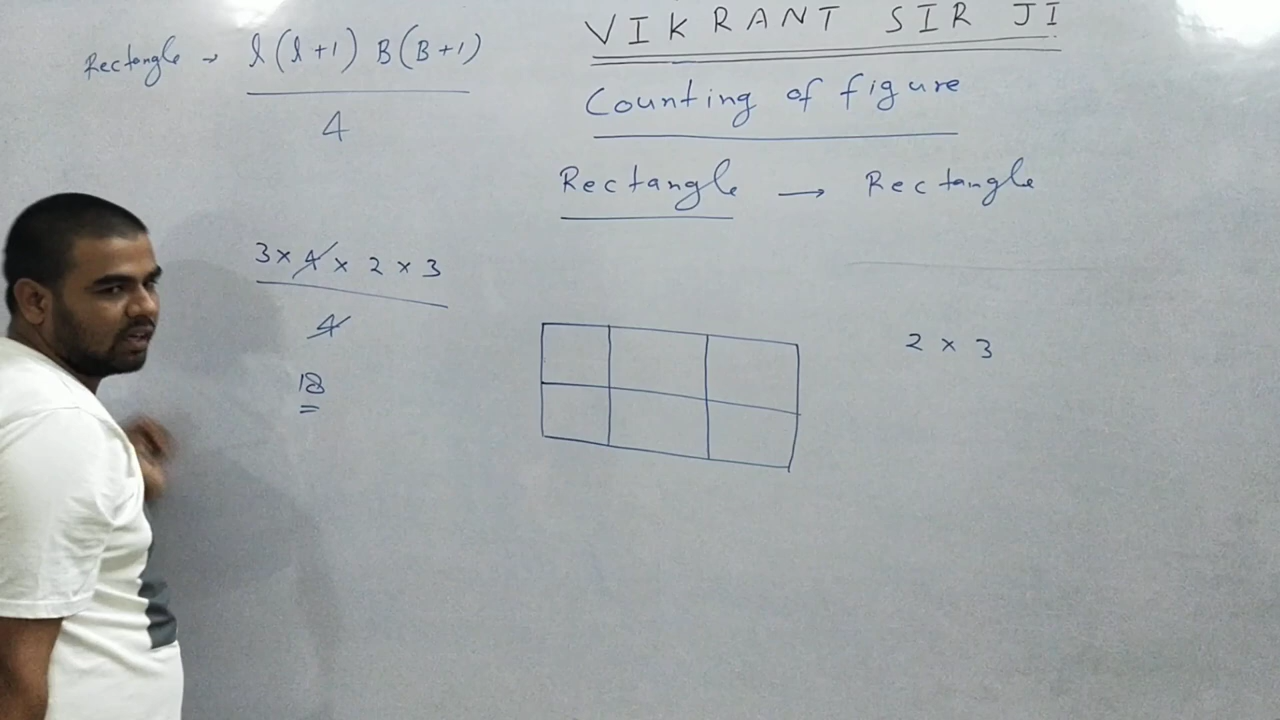 VIKRANT SIR JI
Counting of figure
Rectangle → Rectangle
Rectangle → l(l+1) B(B+1)
4
3 × 4 × 2 × 3
4
18
2 × 3